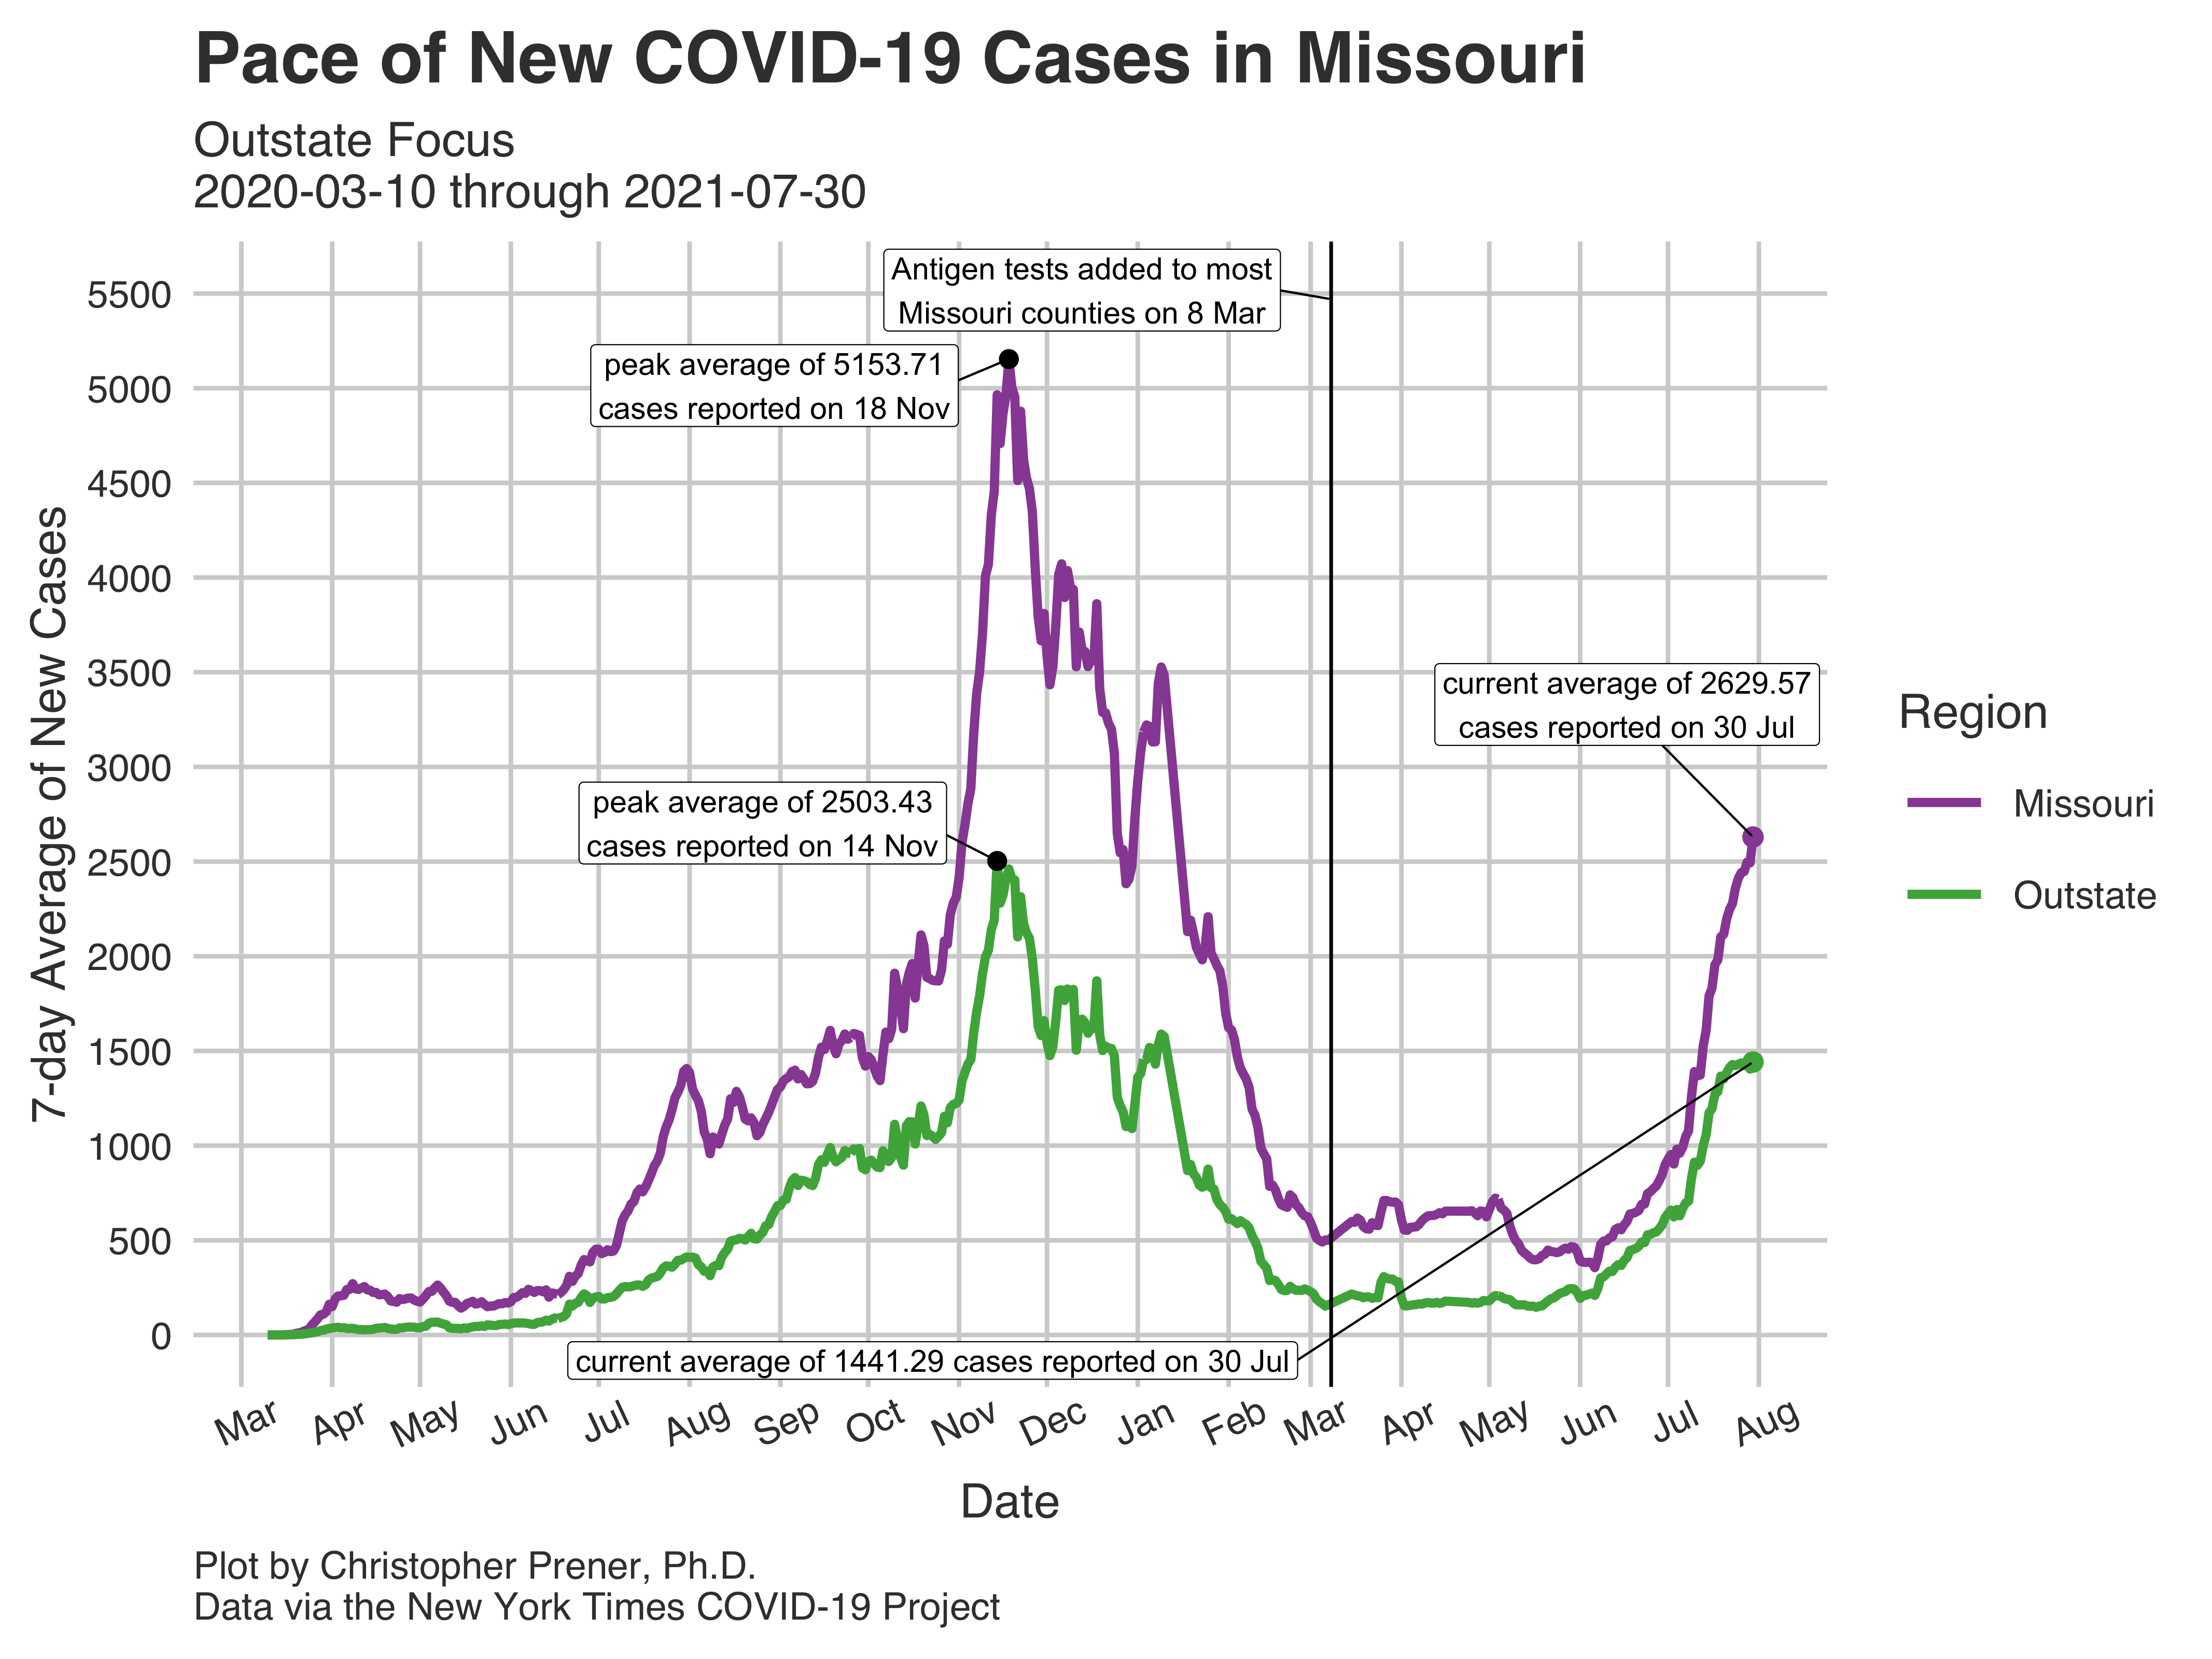 Pace of New COVID-19 Cases in Missouri
Outstate Focus
2020-03-10 through 2021-07-30
Antigen tests added to most
Missouri counties on 8 Mar
peak average of 5153.71
cases reported on 18 Nov
current average of 2629.57
cases reported on 30 Jul
peak average of 2503.43
cases reported on 14 Nov
current average of 1441.29 cases reported on 30 Jul
7-day Average of New Cases
5500
5000
4500
4000
3500
3000
2500
2000
1500
1000
500
0
Mar Apr May Jun Jul Aug Sep Oct Nov Dec Jan Feb Mar Apr May Jun Jul Aug
Date
Region
Missouri
Outstate
Plot by Christopher Prener, Ph.D.
Data via the New York Times COVID-19 Project